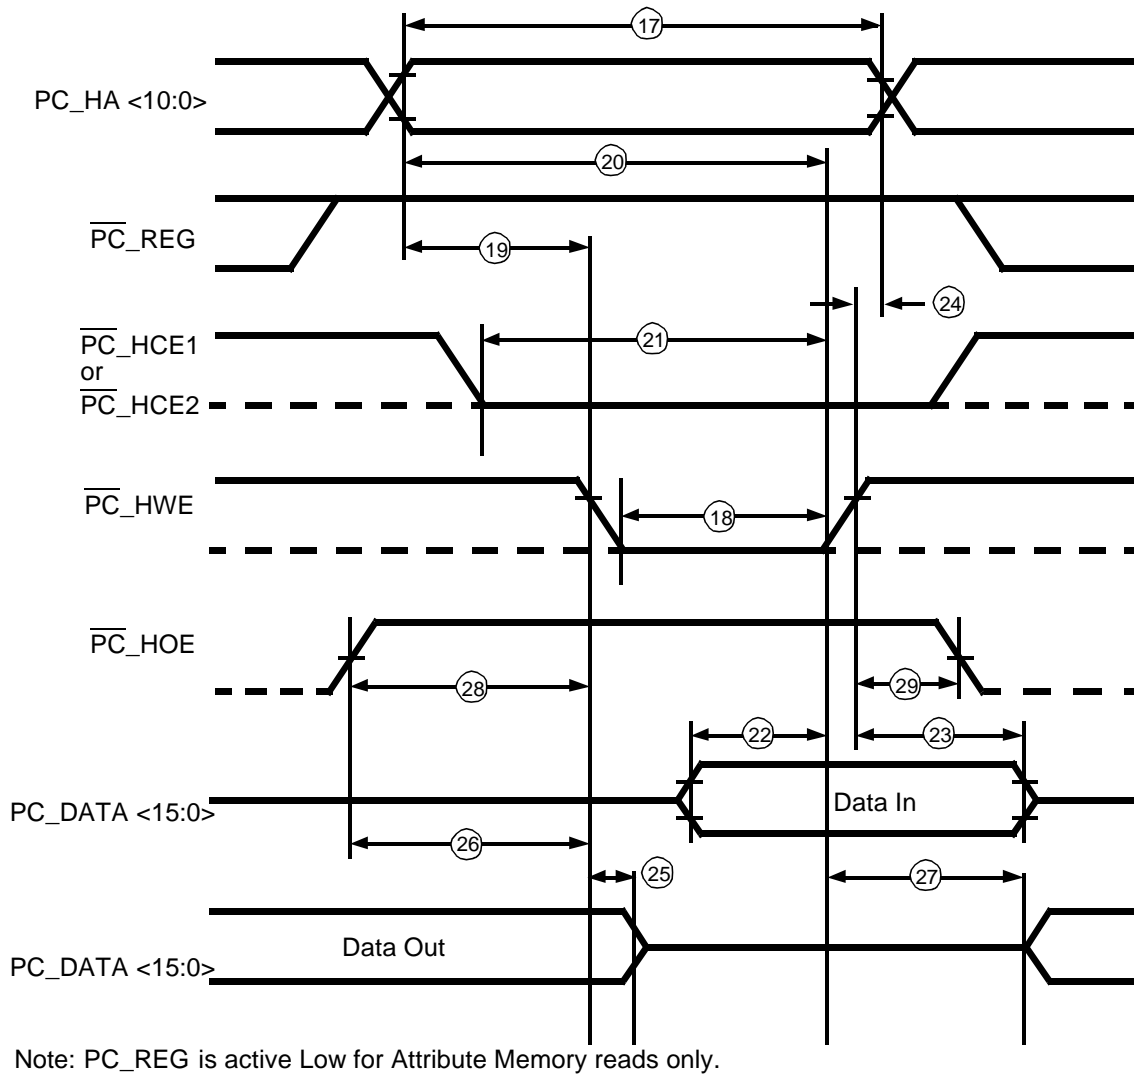 17
PC_HA <10:0>
20
PC_REG
19
24
PC_HCE1
or
PC_HCE2
21
PC_HWE
18
PC_HOE
28
29
22
23
PC_DATA <15:0>
Data In
26
25
27
Data Out
PC_DATA <15:0>
Note: PC_REG is active Low for Attribute Memory reads only.